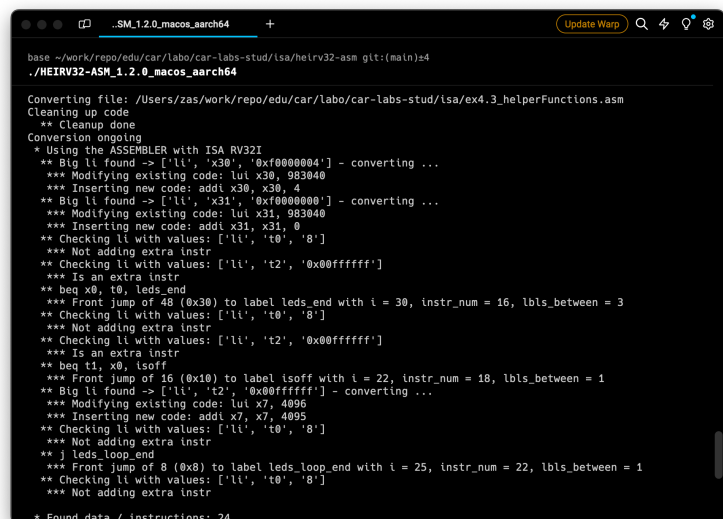 ..SM_1.2.0_macos_aarch64
Update Warp
base ~/work/repo/edu/car/labo/car-labs-stud/isa/heirv32-asm git:(main)±4
./HEIRV32-ASM_1.2.0_macos_aarch64
Converting file: /Users/zas/work/repo/edu/car/labo/car-labs-stud/isa/ex4.3_helperFunctions.asm
Cleaning up code
** Cleanup done
Conversion ongoing
* Using the ASSEMBLER with ISA RV32I
** Big li found -> ['li', 'x30', '0xf0000004'] - converting ...
*** Modifying existing code: lui x30, 983040
*** Inserting new code: addi x30, x30, 4
** Big li found -> ['li', 'x31', '0xf0000000'] - converting ...
*** Modifying existing code: lui x31, 983040
*** Inserting new code: addi x31, x31, 0
** Checking li with values: ['li', 't0', '8']
*** Not adding extra instr
** Checking li with values: ['li', 't2', '0x00ffffff']
*** Is an extra instr
** beq x0, t0, leds_end
*** Front jump of 48 (0x30) to label leds_end with i = 30, instr_num = 16, lbls_between = 3
** Checking li with values: ['li', 't0', '8']
*** Not adding extra instr
** Checking li with values: ['li', 't2', '0x00ffffff']
*** Is an extra instr
** beq t1, x0, isoff
*** Front jump of 16 (0x10) to label isoff with i = 22, instr_num = 18, lbls_between = 1
** Big li found -> ['li', 't2', '0x00ffffff'] - converting ...
*** Modifying existing code: lui x7, 4096
*** Inserting new code: addi x7, x7, 4095
** Checking li with values: ['li', 't0', '8']
*** Not adding extra instr
** j leds_loop_end
*** Front jump of 8 (0x8) to label leds_loop_end with i = 25, instr_num = 22, lbls_between = 1
** Checking li with values: ['li', 't0', '8']
*** Not adding extra instr
* Found data / instructions: 24